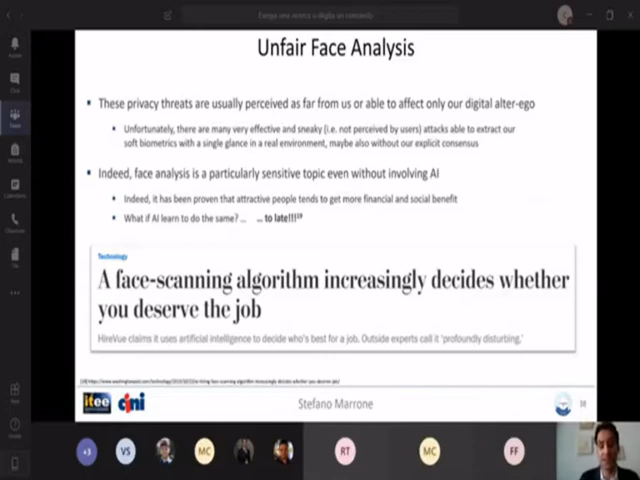 Unfair Face Analysis
These privacy threats are usually perceived as far from us or able to affect only our digital alter-ego
Unfortunately, there are many very effective and sneaky (i.e. not perceived by users) attacks able to extract our
soft biometrics with a single glance in a real environment, maybe also without our explicit consensus
Indeed, face analysis is a particularly sensitive topic even without involving AI
Indeed, it has been proven that attractive people tends to get more financial and social benefit
What if AI learn to do the same? ... ... to late!!!¹⁹
Technology
A face-scanning algorithm increasingly decides whether
you deserve the job
HireVue claims it uses artificial intelligence to decide who's best for a job. Outside experts call it 'profoundly disturbing.'
itee
cini
Stefano Marrone
+3
VS
MC
RT
MC
FF